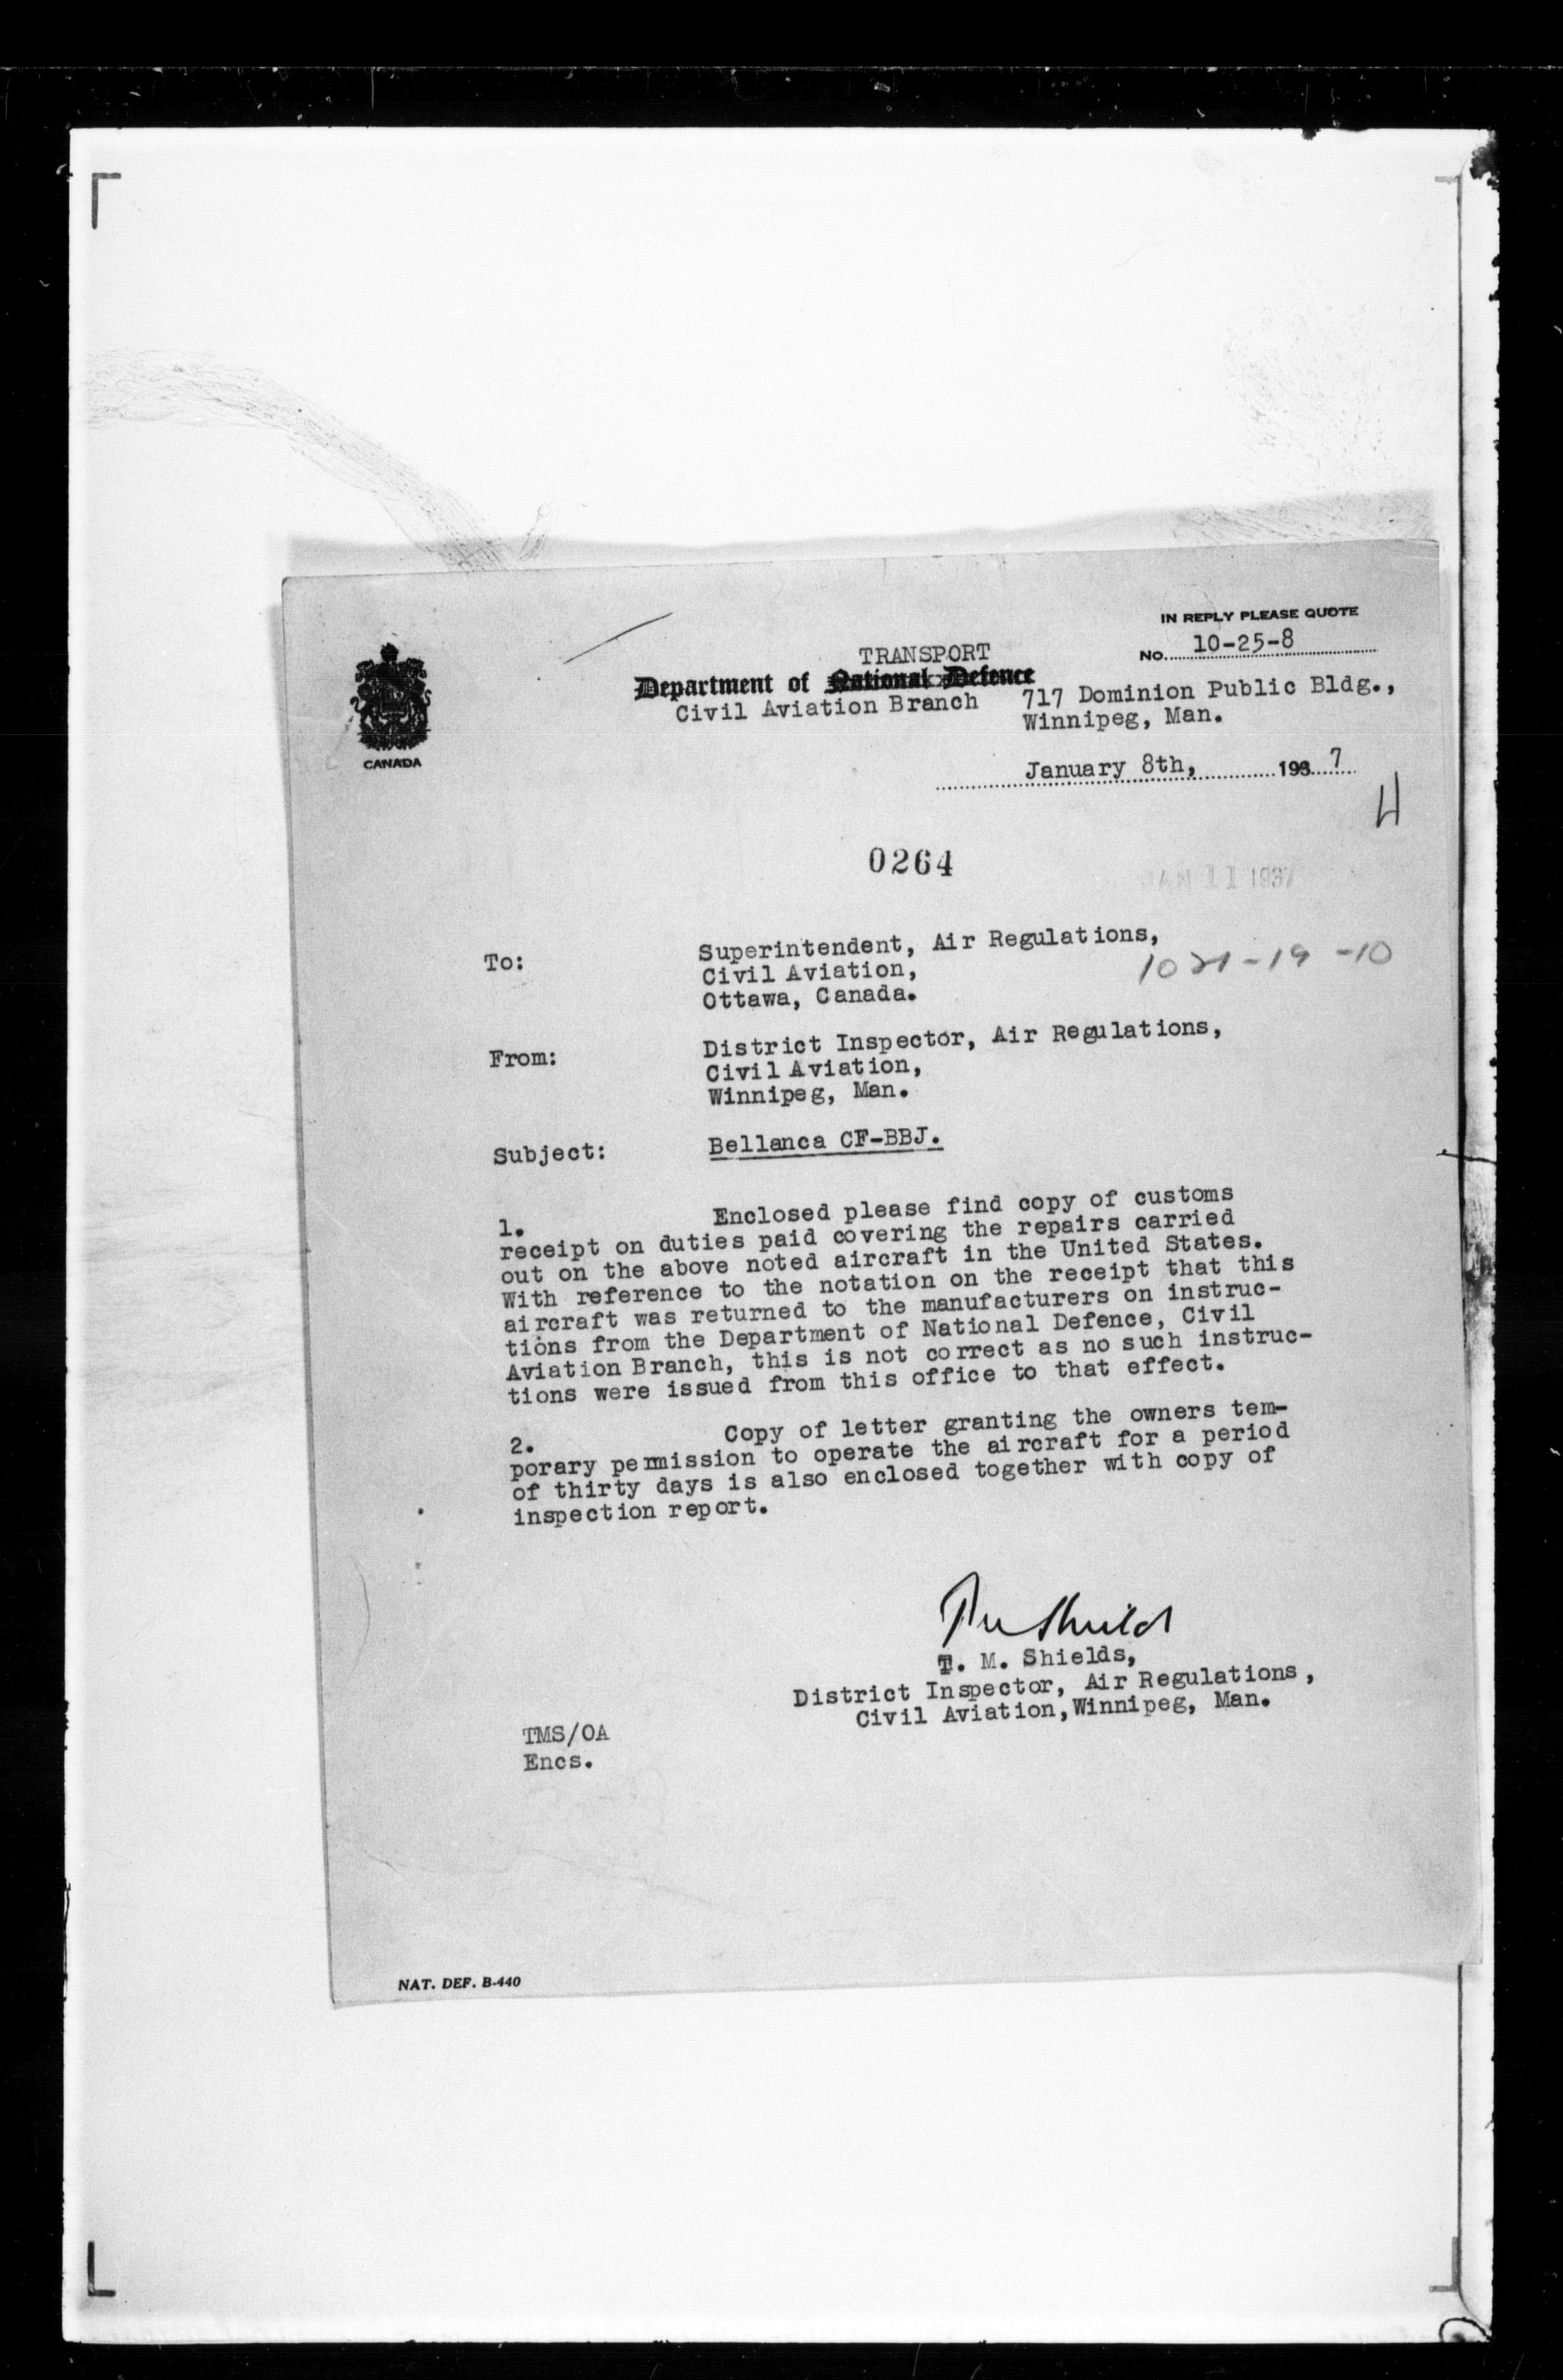 IN REPLY PLEASE QUOTE
No. 10-25-8
TRANSPORT
Department of National Defence
Civil Aviation Branch
717 Dominion Public Bldg.,
Winnipeg, Man.
CANADA
January 8th, 193 7
H
0264
JAN 11 1937
To:
Superintendent, Air Regulations,
Civil Aviation,
Ottawa, Canada.
1021-19-10
From:
District Inspector, Air Regulations,
Civil Aviation,
Winnipeg, Man.
Subject:
Bellanca CF-BBJ.
1. Enclosed please find copy of customs
receipt on duties paid covering the repairs carried
out on the above noted aircraft in the United States.
With reference to the notation on the receipt that this
aircraft was returned to the manufacturers on instruc-
tions from the Department of National Defence, Civil
Aviation Branch, this is not correct as no such instruc-
tions were issued from this office to that effect.
2. Copy of letter granting the owners tem-
porary permission to operate the aircraft for a period
of thirty days is also enclosed together with copy of
inspection report.
TM Shields
T. M. Shields,
District Inspector, Air Regulations,
Civil Aviation, Winnipeg, Man.
TMS/OA
Encs.
NAT. DEF. B-440